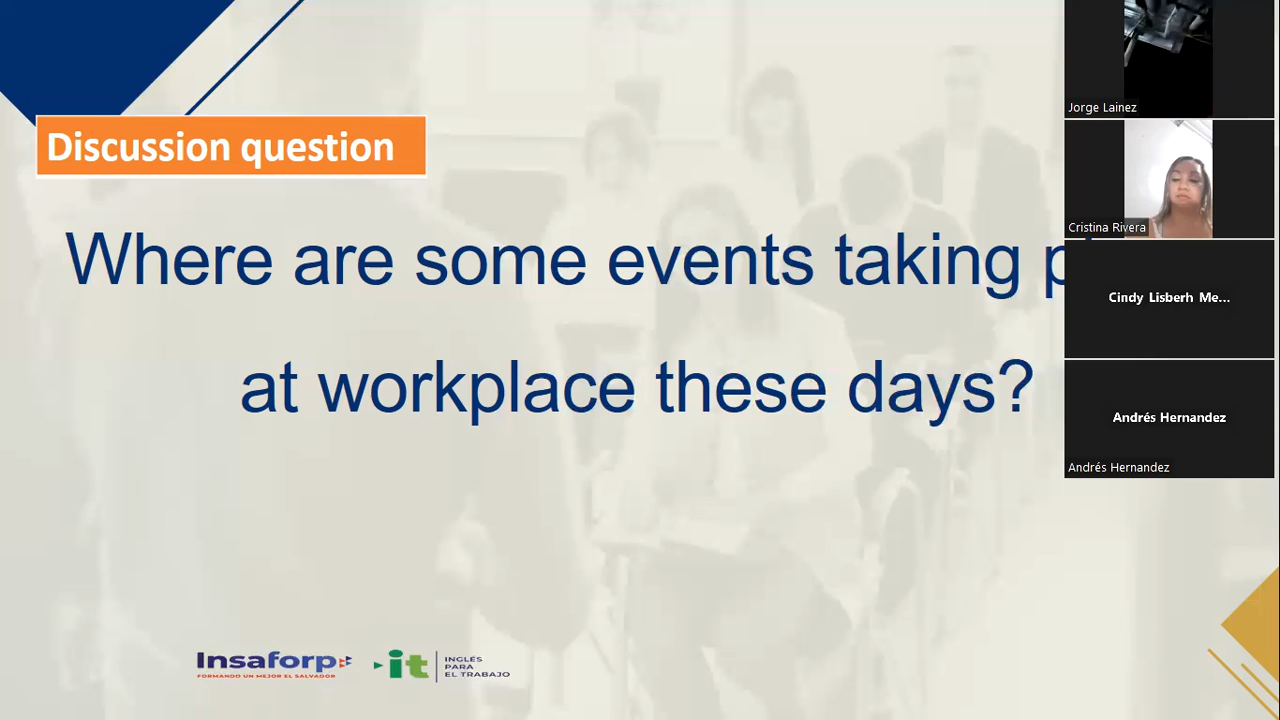 Discussion question
Where are some events taking
at workplace these days?
Insaforp
FORMANDO UN MEJOR EL SALVADOR
it
INGLÉS
PARA
EL TRABAJO
Jorge Lainez
Cristina Rivera
Cindy Lisberh Me...
Andrés Hernandez
Andrés Hernandez